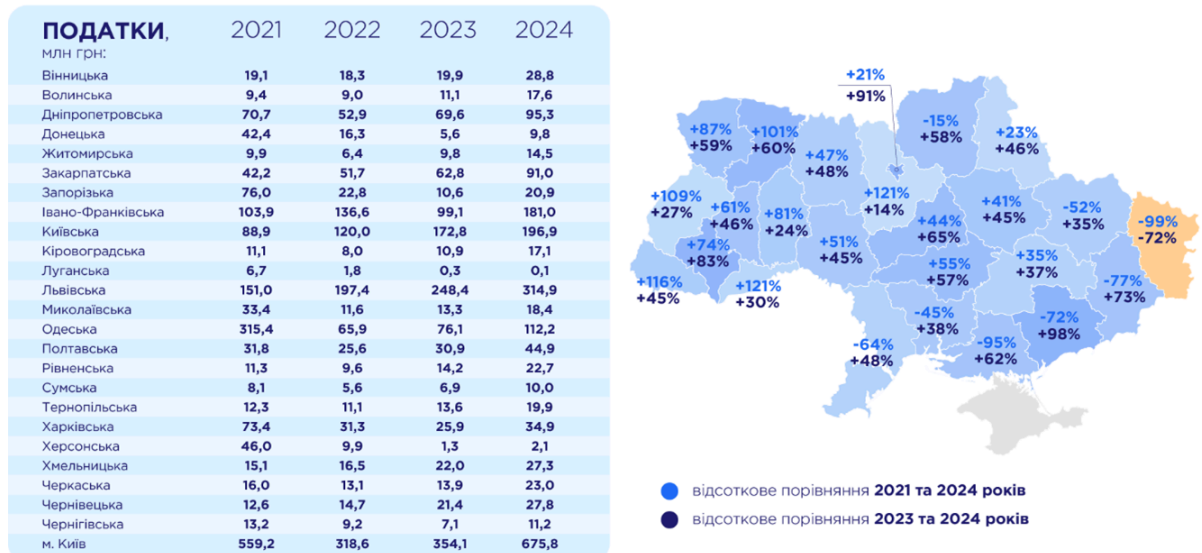 ПОДАТКИ, 2021 2022 2023 2024
млн грн:
Вінницька 19,1 18,3 19,9 28,8
Волинська 9,4 9,0 11,1 17,6
Дніпропетровська 70,7 52,9 69,6 95,3
Донецька 42,4 16,3 5,6 9,8
Житомирська 9,9 6,4 9,8 14,5
Закарпатська 42,2 51,7 62,8 91,0
Запорізька 76,0 22,8 10,6 20,9
Івано-Франківська 103,9 136,6 99,1 181,0
Київська 88,9 120,0 172,8 196,9
Кіровоградська 11,1 8,0 10,9 17,1
Луганська 6,7 1,8 0,3 0,1
Львівська 151,0 197,4 248,4 314,9
Миколаївська 33,4 11,6 13,3 18,4
Одеська 315,4 65,9 76,1 112,2
Полтавська 31,8 25,6 30,9 44,9
Рівненська 11,3 9,6 14,2 22,7
Сумська 8,1 5,6 6,9 10,0
Тернопільська 12,3 11,1 13,6 19,9
Харківська 73,4 31,3 25,9 34,9
Херсонська 46,0 9,9 1,3 2,1
Хмельницька 15,1 16,5 22,0 27,3
Черкаська 16,0 13,1 13,9 23,0
Чернівецька 12,6 14,7 21,4 27,8
Чернігівська 13,2 9,2 7,1 11,2
м. Київ 559,2 318,6 354,1 675,8
+21%
+91%
-15%
+58%
+23%
+46%
+87%
+59%
+101%
+60%
+47%
+48%
+121%
+14%
+109%
+27%
+61%
+46%
+81%
+24%
+41%
+45%
-52%
+35%
-99%
-72%
+44%
+65%
+74%
+83%
+51%
+45%
+55%
+57%
+35%
+37%
-77%
+73%
+116%
+45%
+121%
+30%
-45%
+38%
-72%
+98%
-64%
+48%
-95%
+62%
відсоткове порівняння 2021 та 2024 років
відсоткове порівняння 2023 та 2024 років